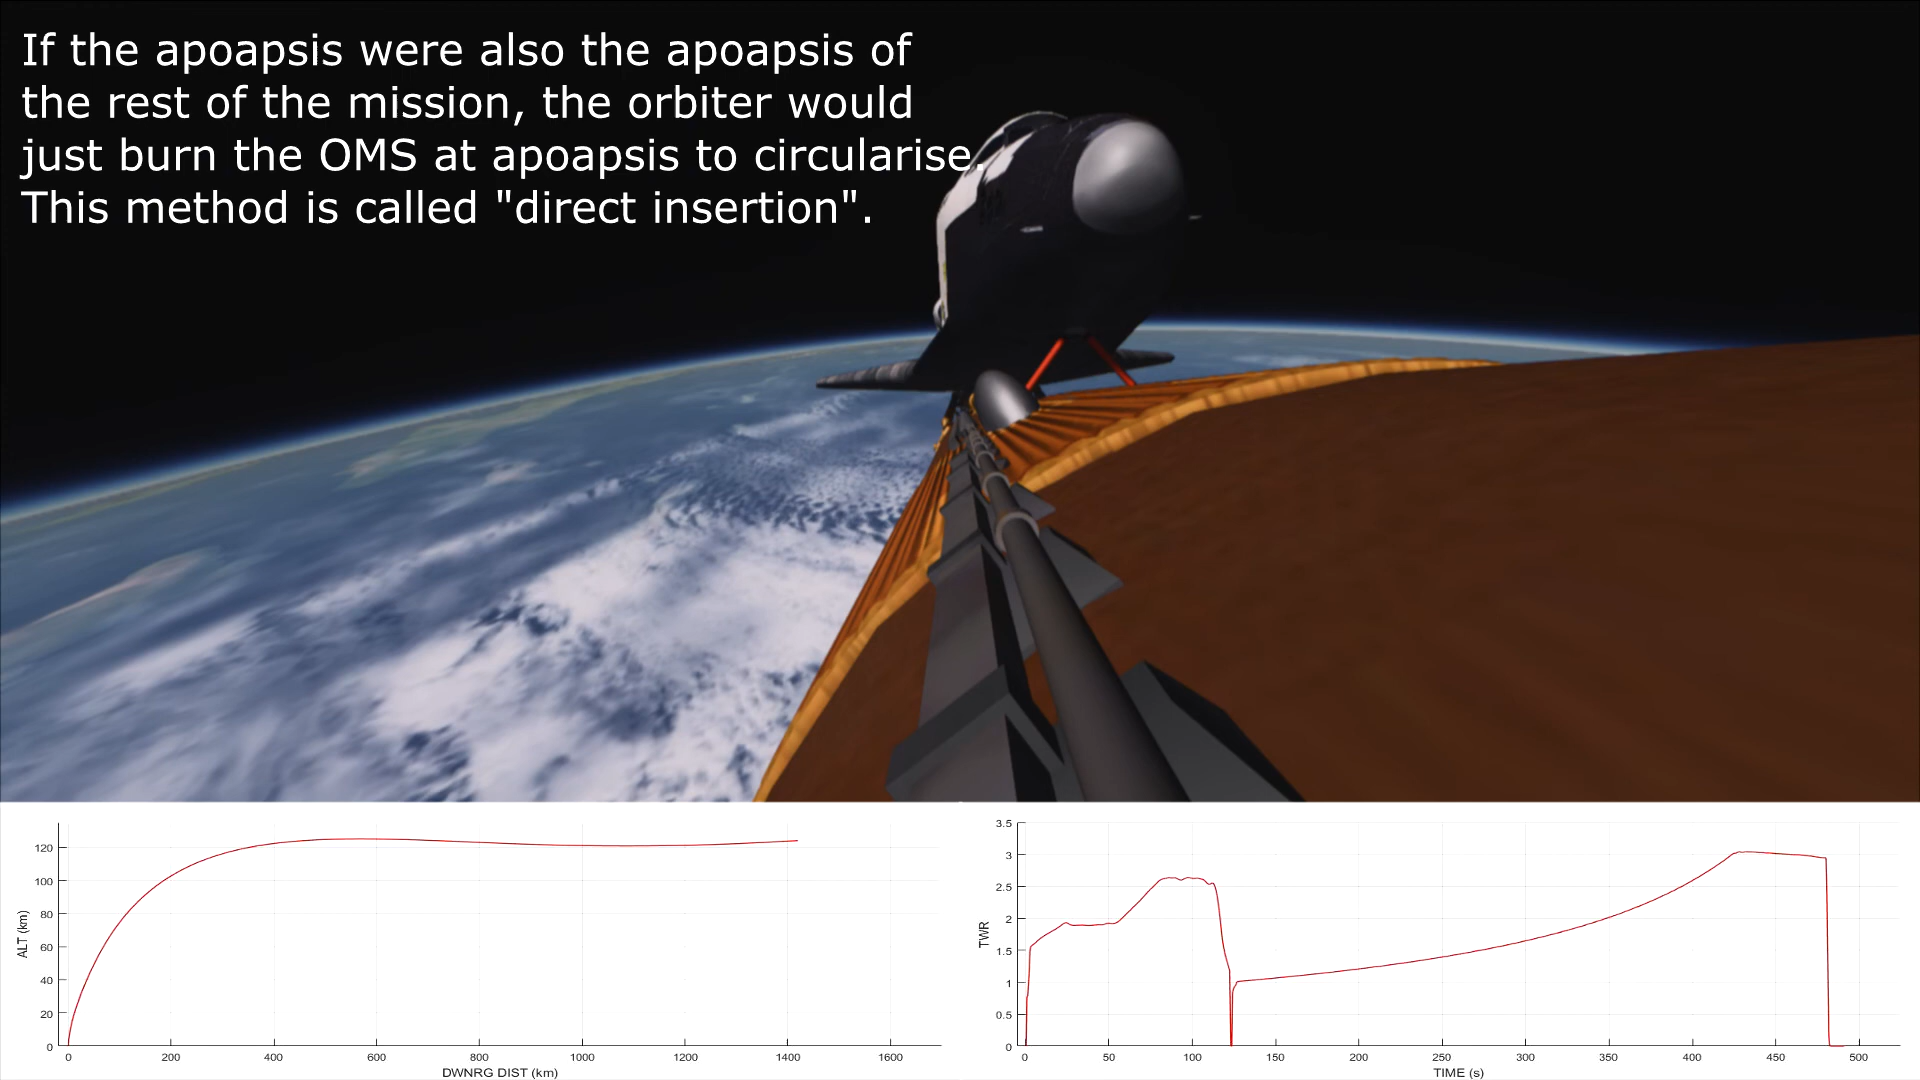 If the apoapsis were also the apoapsis of
the rest of the mission, the orbiter would
just burn the OMS at apoapsis to circularise.
This method is called "direct insertion".
120
100
80
60
40
20
0
ALT (km)
0 200 400 600 800 1000 1200 1400 1600
DWNRG DIST (km)
3.5
3
2.5
2
1.5
1
0.5
0
TWR
0 50 100 150 200 250 300 350 400 450 500
TIME (s)